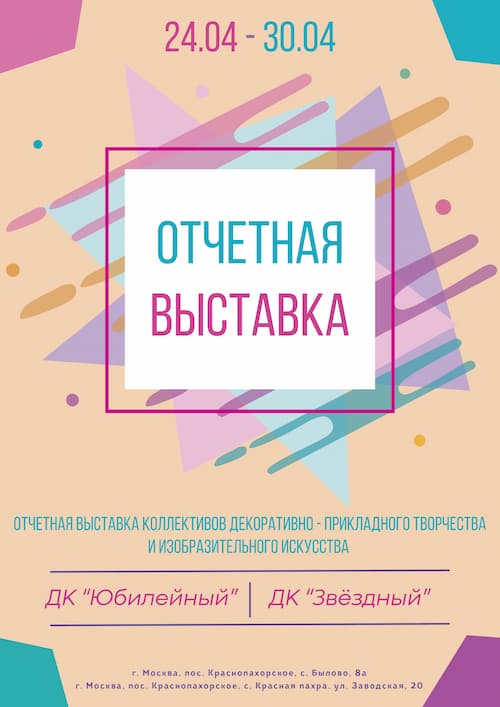 24.04 - 30.04
ОТЧЕТНАЯ
ВЫСТАВКА
ОТЧЕТНАЯ ВЫСТАВКА КОЛЛЕКТИВОВ ДЕКОРАТИВНО - ПРИКЛАДНОГО ТВОРЧЕСТВА
И ИЗОБРАЗИТЕЛЬНОГО ИСКУССТВА
ДК "Юбилейный" ДК "Звёздный"
г. Москва, пос. Краснопахорское, с. Былово, 8а
г. Москва, пос. Краснопахорское, с. Красная пахра, ул. Заводская, 20